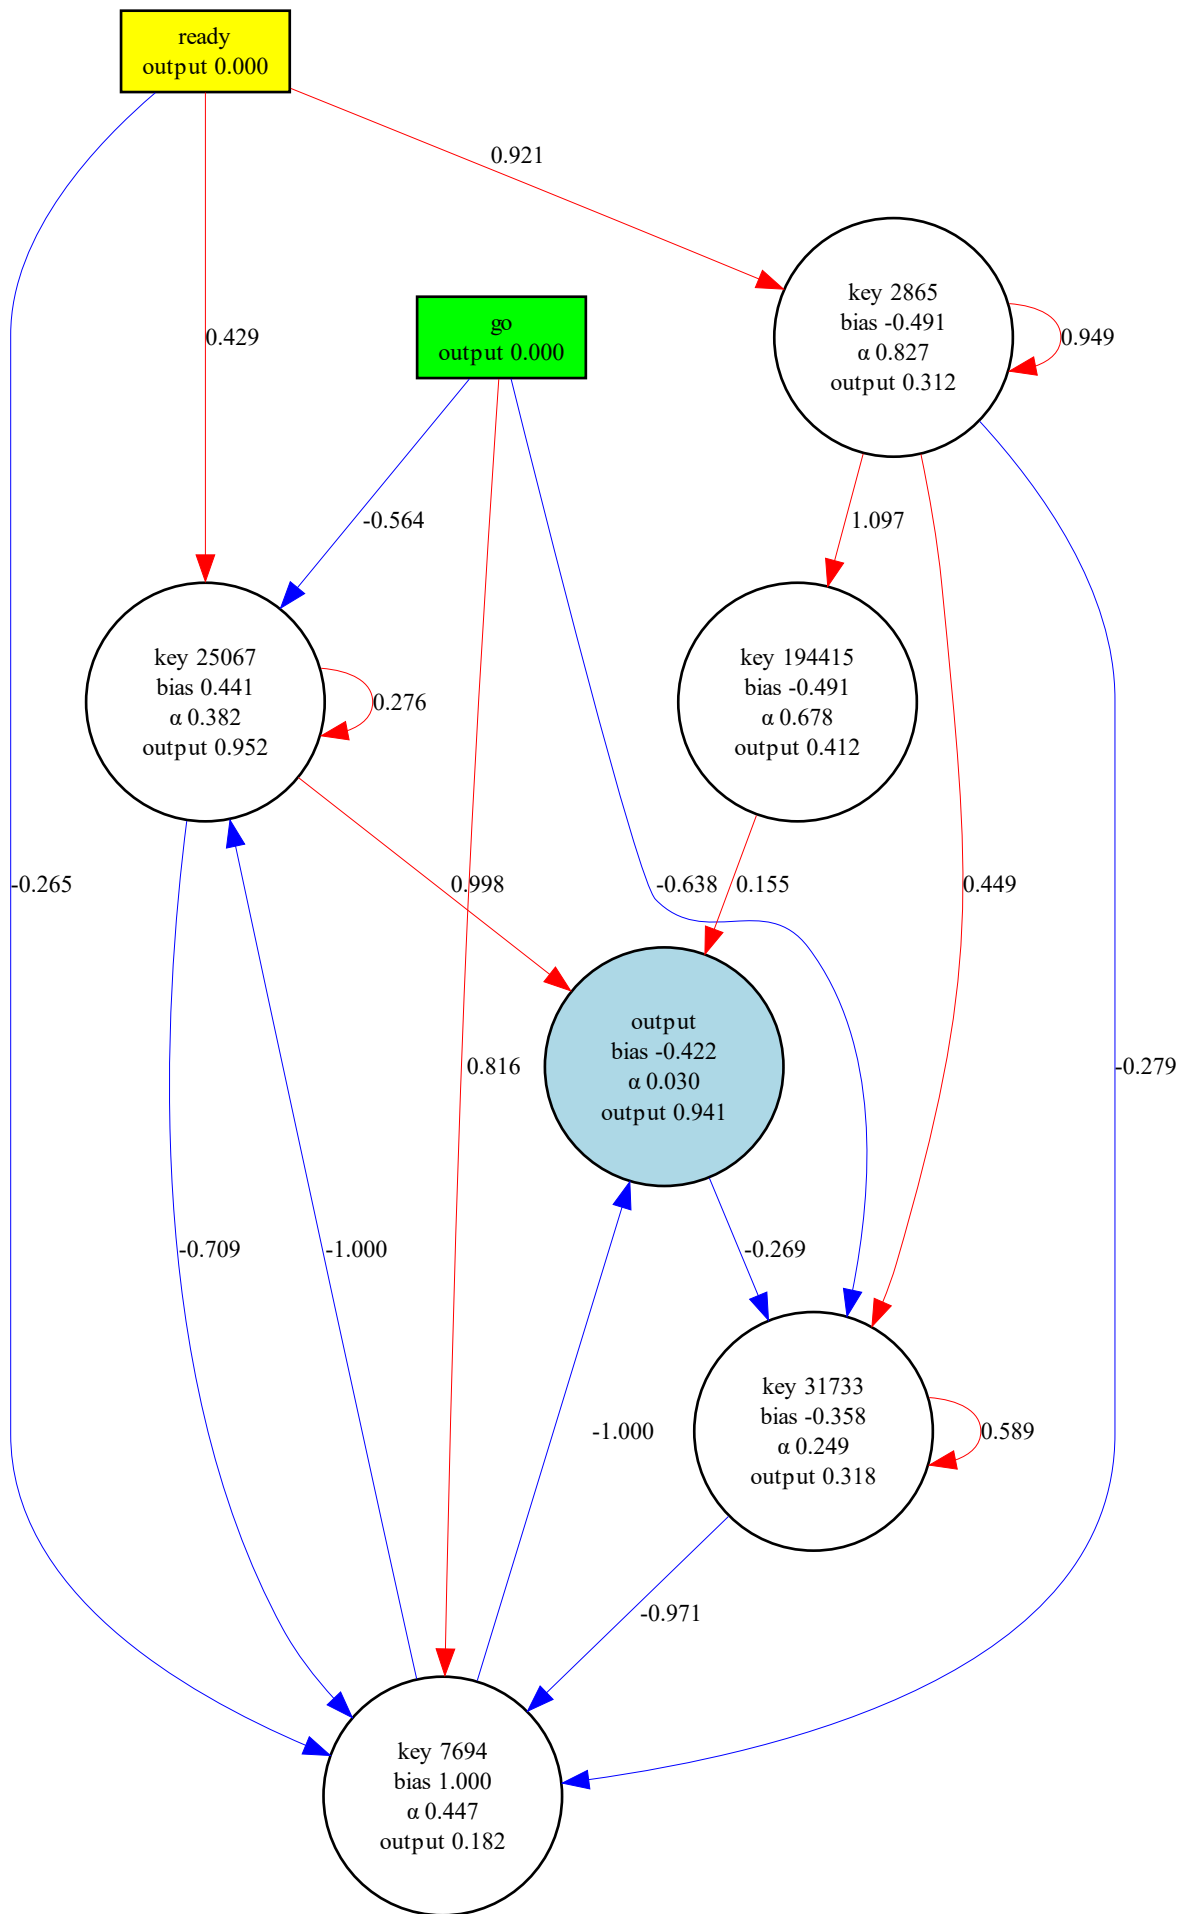 ready
output 0.000
0.921
key 2865
bias -0.491
α 0.827
output 0.312
0.949
go
output 0.000
0.429
-0.564
1.097
key 25067
bias 0.441
α 0.382
output 0.952
0.276
key 194415
bias -0.491
α 0.678
output 0.412
-0.265
0.998
-0.638
0.155
0.449
output
bias -0.422
α 0.030
output 0.941
0.816
-0.279
-0.709
-1.000
-0.269
-1.000
key 31733
bias -0.358
α 0.249
output 0.318
0.589
-0.971
key 7694
bias 1.000
α 0.447
output 0.182